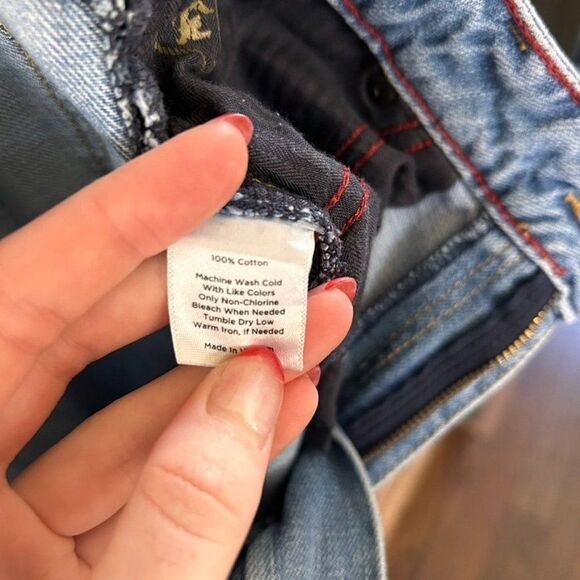 100% Cotton
Machine Wash Cold
With Like Colors
Only Non-Chlorine
Bleach When Needed
Tumble Dry Low
Warm Iron, If Needed
Made In